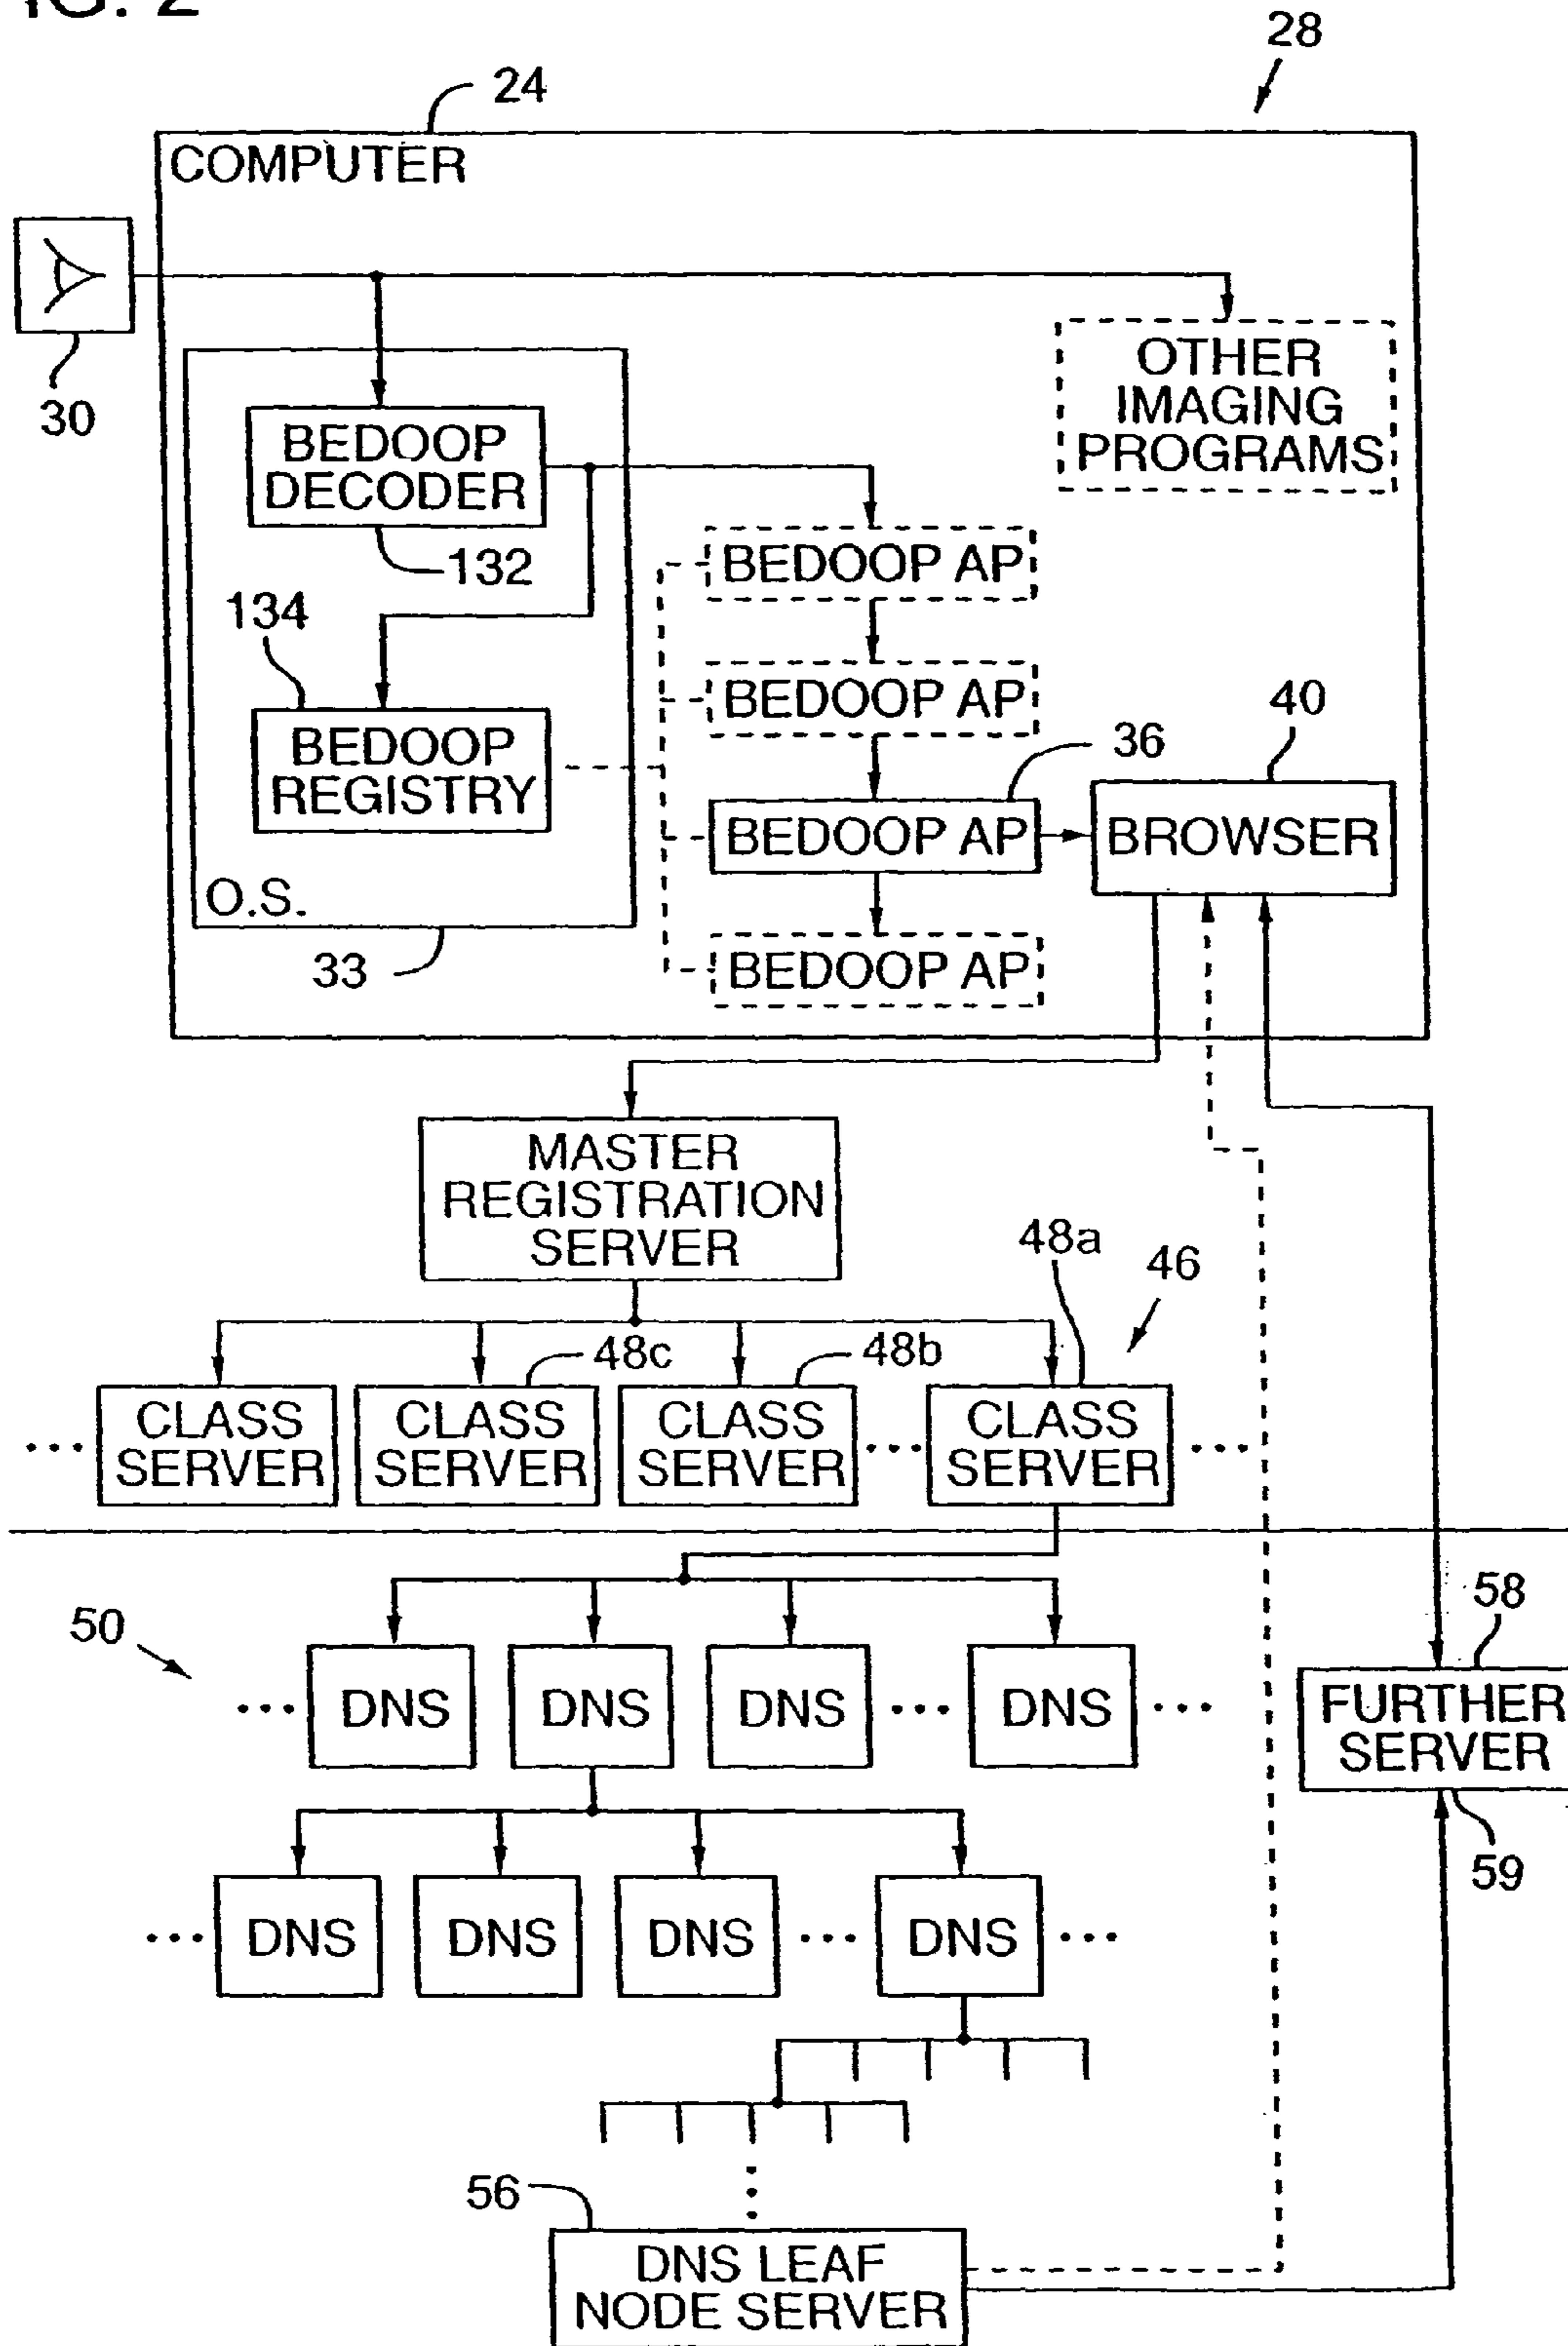 FIG. 2
28
24
COMPUTER
30
OTHER
IMAGING
PROGRAMS
BEDOOP
DECODER
132
BEDOOP AP
134
BEDOOP AP
40
36
BEDOOP
REGISTRY
BEDOOP AP
BROWSER
O.S.
33
BEDOOP AP
MASTER
REGISTRATION
SERVER
48a
46
48c
48b
... CLASS
SERVER
CLASS
SERVER
CLASS
SERVER
... CLASS
SERVER ...
50
58
... DNS DNS DNS ... DNS ...
FURTHER
SERVER
59
... DNS DNS DNS ... DNS ...
56
DNS LEAF
NODE SERVER